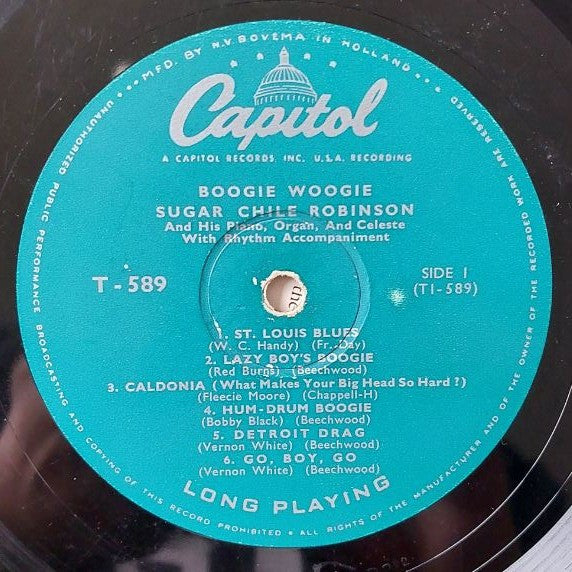 MFD. BY N.V. BOVEMA IN HOLLAND
Capitol
A CAPITOL RECORDS, INC. U.S.A. RECORDING
BOOGIE WOOGIE
SUGAR CHILE ROBINSON
And His Piano, Organ, And Celeste
With Rhythm Accompaniment
T - 589
SIDE 1
(T1-589)
the
1. ST. LOUIS BLUES
(W. C. Handy) (Fr. Day)
2. LAZY BOY'S BOOGIE
(Red Burns) (Beechwood)
3. CALDONIA (What Makes Your Big Head So Hard?)
(Fleecie Moore) (Chappell-H)
4. HUM-DRUM BOOGIE
(Bobby Black) (Beechwood)
5. DETROIT DRAG
(Vernon White) (Beechwood)
6. GO, BOY, GO
(Vernon White) (Beechwood)
LONG PLAYING
UNAUTHORIZED PUBLIC PERFORMANCE BROADCASTING AND COPYING OF THIS RECORD PROHIBITED • ALL RIGHTS OF THE MANUFACTURER AND OF THE OWNER OF THE RECORDED WORK ARE RESERVED